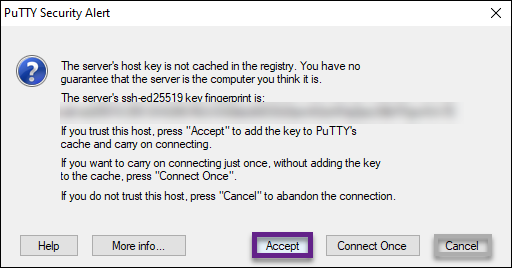 PuTTY Security Alert
The server's host key is not cached in the registry. You have no
guarantee that the server is the computer you think it is.
The server's ssh-ed25519 key fingerprint is:
If you trust this host, press "Accept" to add the key to PuTTY's
cache and carry on connecting.
If you want to carry on connecting just once, without adding the key
to the cache, press "Connect Once".
If you do not trust this host, press "Cancel" to abandon the connection.
Help More info... Accept Connect Once Cancel